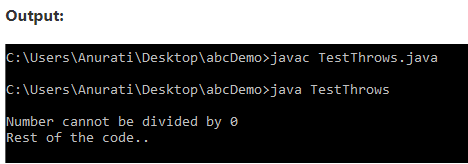 Output:
C:\Users\Anurati\Desktop\abcDemo>javac TestThrows.java
C:\Users\Anurati\Desktop\abcDemo>java TestThrows
Number cannot be divided by 0
Rest of the code..